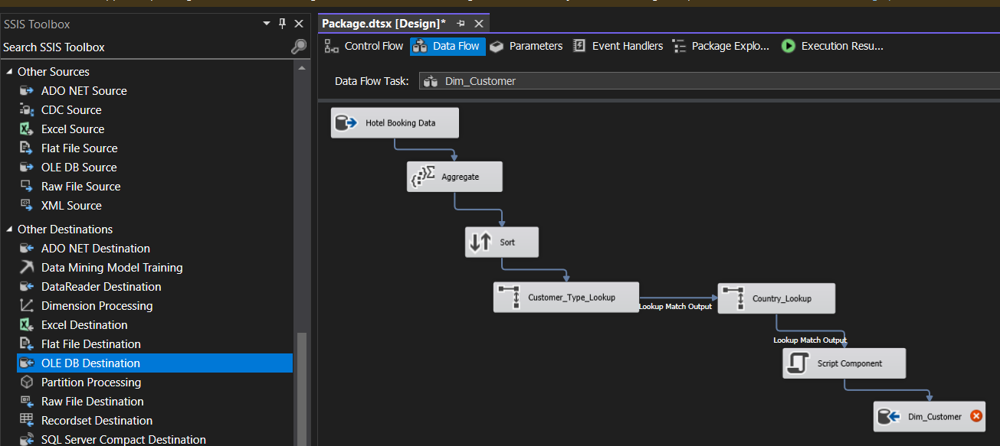 SSIS Toolbox
Search SSIS Toolbox
Other Sources
ADO NET Source
CDC Source
Excel Source
Flat File Source
OLE DB Source
Raw File Source
XML Source
Other Destinations
ADO NET Destination
Data Mining Model Training
DataReader Destination
Dimension Processing
Excel Destination
Flat File Destination
OLE DB Destination
Partition Processing
Raw File Destination
Recordset Destination
SQL Server Compact Destination
Package.dtsx [Design]*
Control Flow
Data Flow
Parameters
Event Handlers
Package Explo...
Execution Resu...
Data Flow Task:
Dim_Customer
Hotel Booking Data
Aggregate
Sort
Customer_Type_Lookup
Lookup Match Output
Country_Lookup
Lookup Match Output
Script Component
Dim_Customer